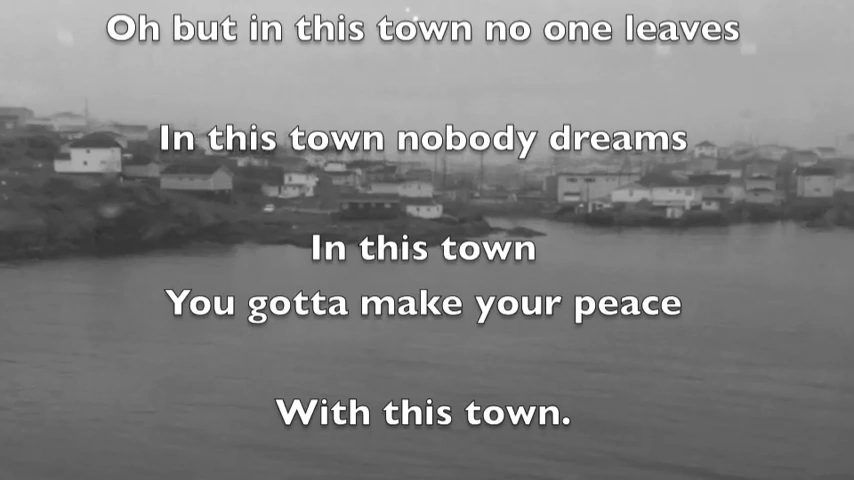 Oh but in this town no one leaves
In this town nobody dreams
In this town
You gotta make your peace
With this town.